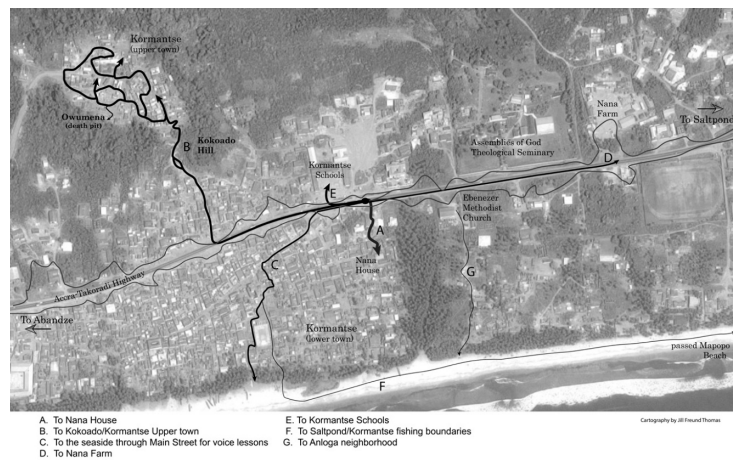 Kormantse
(upper town)
Owumena
(death pit)
Kokoado
Hill
B
Nana
Farm
To Saltpond
Assemblies of God
Theological Seminary
D
Kormantse
Schools
E
Ebenezer
Methodist
Church
A
Nana
House
C
G
Accra-Takoradi Highway
To Abandze
Kormantse
(lower town)
passed Mapopo
Beach
F
A. To Nana House
B. To Kokoado/Kormantse Upper town
C. To the seaside through Main Street for voice lessons
D. To Nana Farm
E. To Kormantse Schools
F. To Saltpond/Kormantse fishing boundaries
G. To Anloga neighborhood
Cartography by Jill Freund Thomas